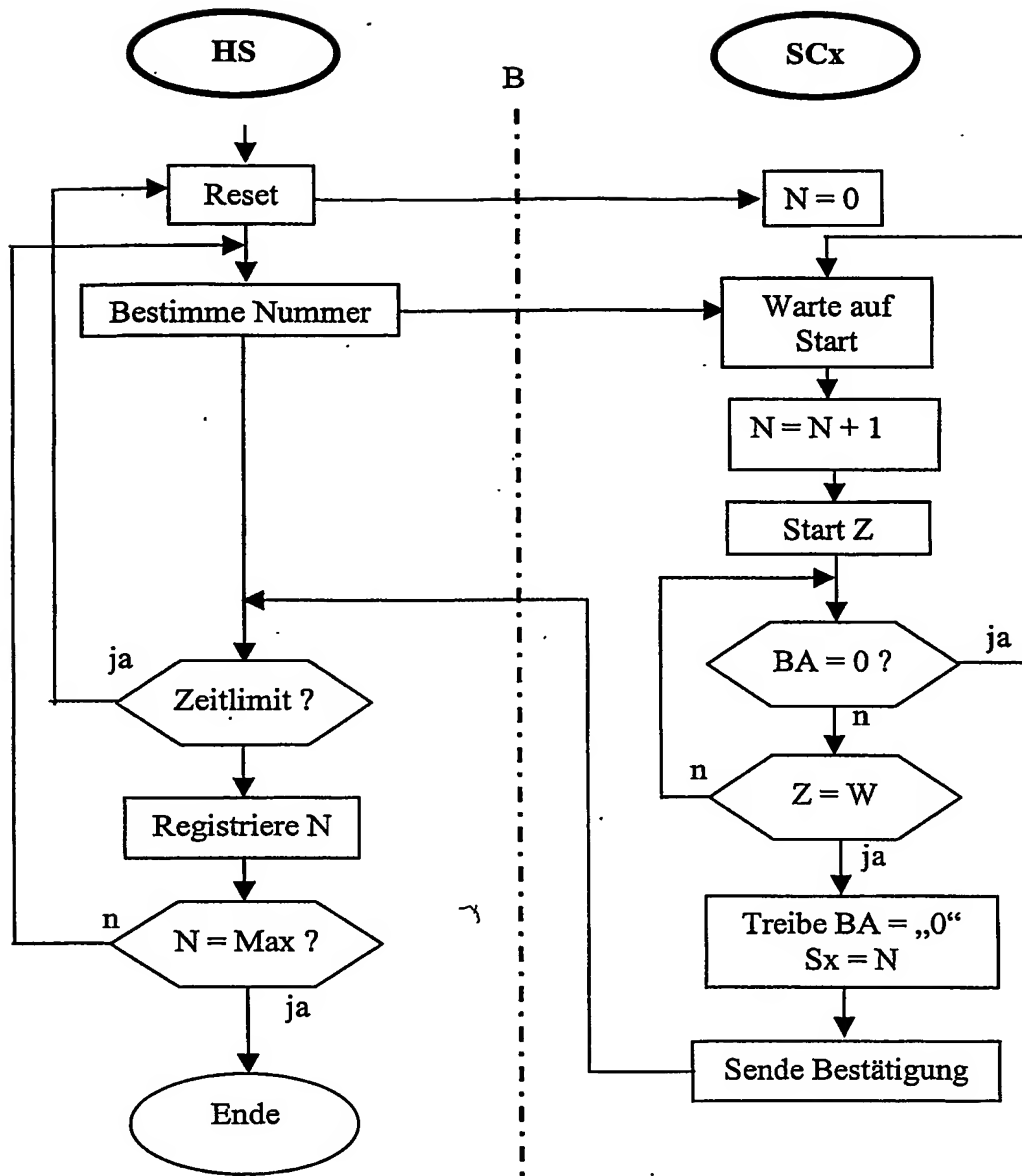 HS
B
SCx
Reset
N = 0
Bestimme Nummer
Warte auf
Start
N = N + 1
Start Z
ja
Zeitlimit ?
BA = 0 ?
ja
n
n
Z = W
Registriere N
ja
n
N = Max ?
Treibe BA = „0“
Sx = N
ja
Sende Bestätigung
Ende